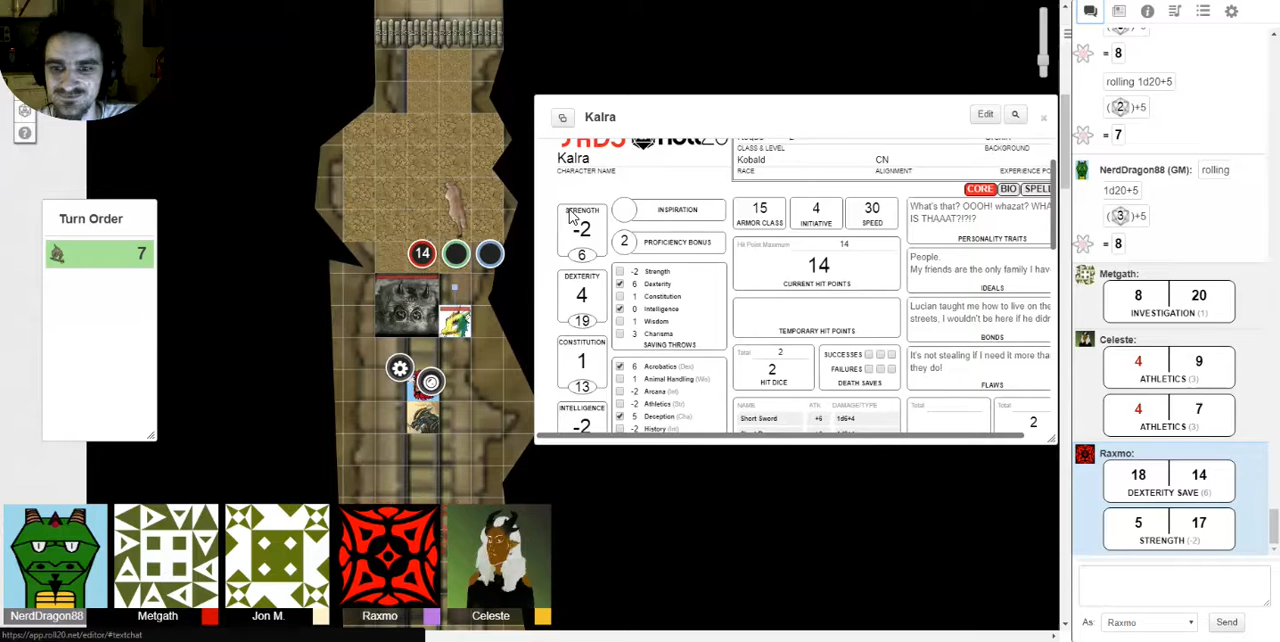 Turn Order
7
14
Kalra
Edit
Kalra
CHARACTER NAME
CLASS & LEVEL
BACKGROUND
Kobald
CN
RACE
ALIGNMENT
EXPERIENCE PO
CORE
BIO
SPELL
STRENGTH
-2
6
DEXTERITY
4
19
CONSTITUTION
1
13
INTELLIGENCE
-2
INSPIRATION
2
PROFICIENCY BONUS
-2 Strength
6 Dexterity
1 Constitution
0 Intelligence
1 Wisdom
3 Charisma
SAVING THROWS
6 Acrobatics (Dex)
1 Animal Handling (Wis)
-2 Arcana (Int)
-2 Athletics (Str)
5 Deception (Cha)
-2 History (Int)
15
ARMOR CLASS
4
INITIATIVE
30
SPEED
Hit Point Maximum
14
14
CURRENT HIT POINTS
TEMPORARY HIT POINTS
Total
2
2
HIT DICE
SUCCESSES
FAILURES
DEATH SAVES
NAME
ATK
DAMAGE/TYPE
Short Sword
+6
1d6+4
What's that? OOOH! whazat? WHA
IS THAAAT?!?!?
PERSONALITY TRAITS
People.
My friends are the only family I hav
IDEALS
Lucian taught me how to live on the
streets, I wouldn't be here if he didn
BONDS
It's not stealing if I need it more tha
they do!
FLAWS
Total
Total
2
= 8
rolling 1d20+5
(2)+5
= 7
NerdDragon88 (GM): rolling
1d20+5
(3)+5
= 8
Metgath:
8
20
INVESTIGATION (1)
Celeste:
4
9
ATHLETICS (3)
4
7
ATHLETICS (3)
Raxmo:
18
14
DEXTERITY SAVE (6)
5
17
STRENGTH (-2)
As:
Raxmo
Send
NerdDragon88
Metgath
Jon M.
Raxmo
Celeste
https://app.roll20.net/editor/#textchat